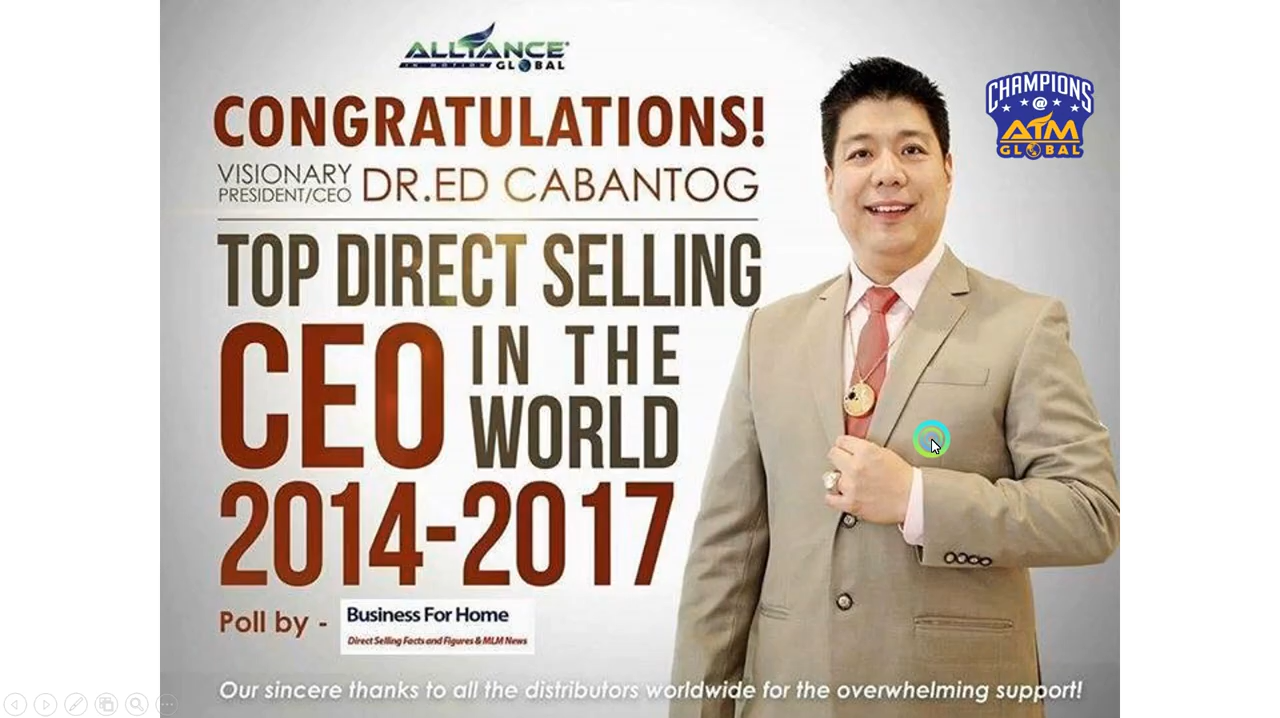 ALLIANCE
IN MOTION GLOBAL
CONGRATULATIONS!
VISIONARY
PRESIDENT/CEO DR.ED CABANTOG
TOP DIRECT SELLING
CEO IN THE
WORLD
2014-2017
Poll by - Business For Home
Direct Selling Facts and Figures & MLM News
Our sincere thanks to all the distributors worldwide for the overwhelming support!
CHAMPIONS
@
AIM
GLOBAL